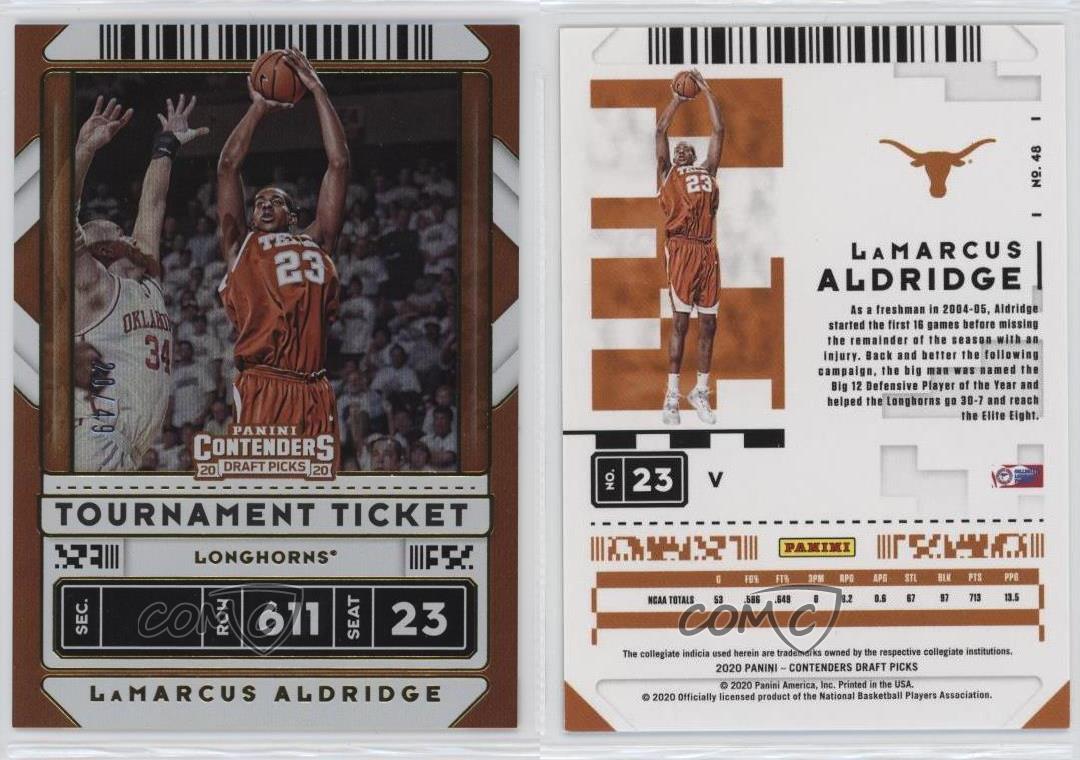 TEXAS
23
OKLAHO
34
20/49
PANINI
CONTENDERS
20 DRAFT PICKS 20
TOURNAMENT TICKET
LONGHORNS®
SEC. ROW 611 SEAT 23
COMC
LAMARCUS ALDRIDGE
TEXAS
23
NO. 48
LAMARCUS
ALDRIDGE
As a freshman in 2004-05, Aldridge
started the first 16 games before missing
the remainder of the season with an
injury. Back and better the following
campaign, the big man was named the
Big 12 Defensive Player of the Year and
helped the Longhorns go 30-7 and reach
the Elite Eight.
NO. 23 V
PANINI
G FG% FT% 3PM RPG APG STL BLK PTS PPG
NCAA TOTALS 53 .586 .649 0 8.2 0.6 67 97 713 13.5
COMC
The collegiate indicia used herein are trademarks owned by the respective collegiate institutions.
2020 PANINI – CONTENDERS DRAFT PICKS
© 2020 Panini America, Inc. Printed in the USA.
© 2020 Officially licensed product of the National Basketball Players Association.